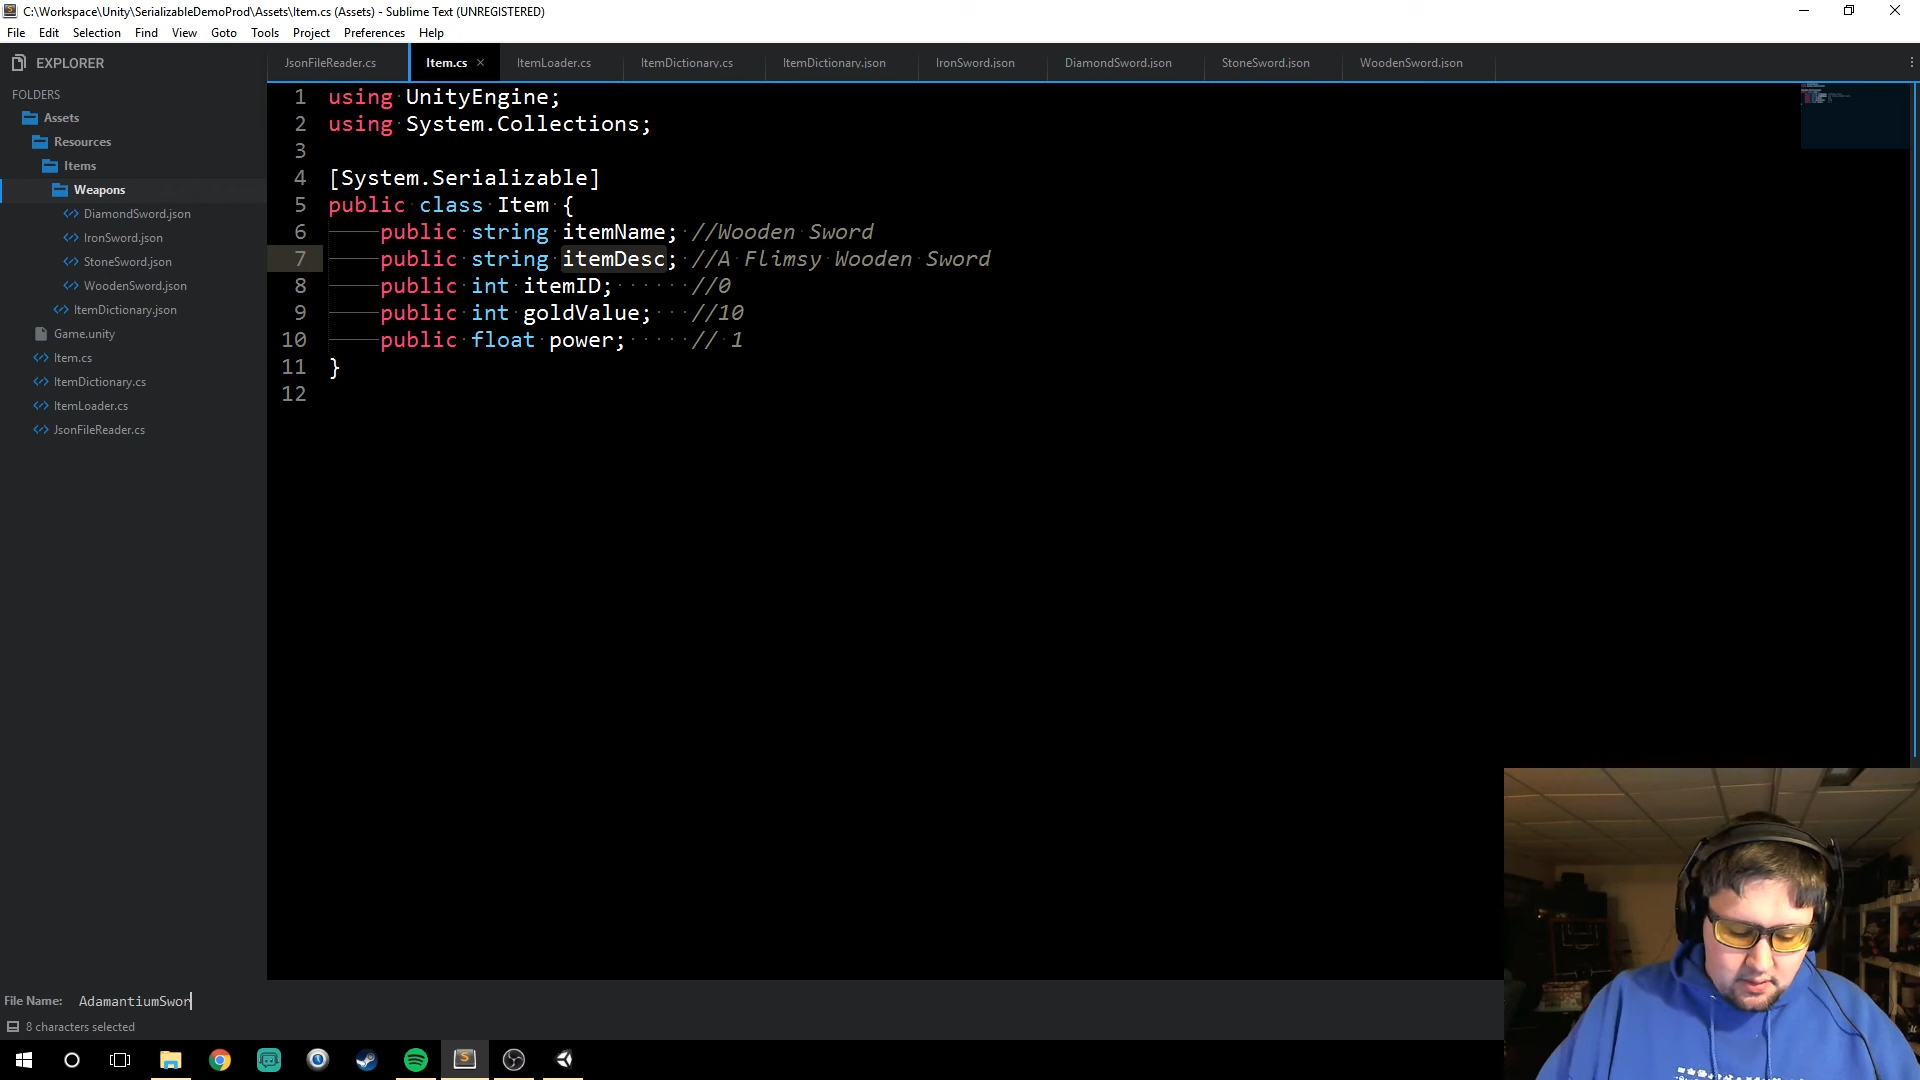 C:\Workspace\Unity\SerializableDemoProd\Assets\Item.cs (Assets) - Sublime Text (UNREGISTERED)
File Edit Selection Find View Goto Tools Project Preferences Help
EXPLORER
JsonFileReader.cs Item.cs × ItemLoader.cs ItemDictionary.cs ItemDictionary.json IronSword.json DiamondSword.json StoneSword.json WoodenSword.json
FOLDERS
Assets
Resources
Items
Weapons
DiamondSword.json
IronSword.json
StoneSword.json
WoodenSword.json
ItemDictionary.json
Game.unity
Item.cs
ItemDictionary.cs
ItemLoader.cs
JsonFileReader.cs
1 using UnityEngine;
2 using System.Collections;
3
4 [System.Serializable]
5 public class Item {
6 public string itemName; //Wooden Sword
7 public string itemDesc; //A Flimsy Wooden Sword
8 public int itemID; //0
9 public int goldValue; //10
10 public float power; // 1
11 }
12
File Name: AdamantiumSwor
8 characters selected